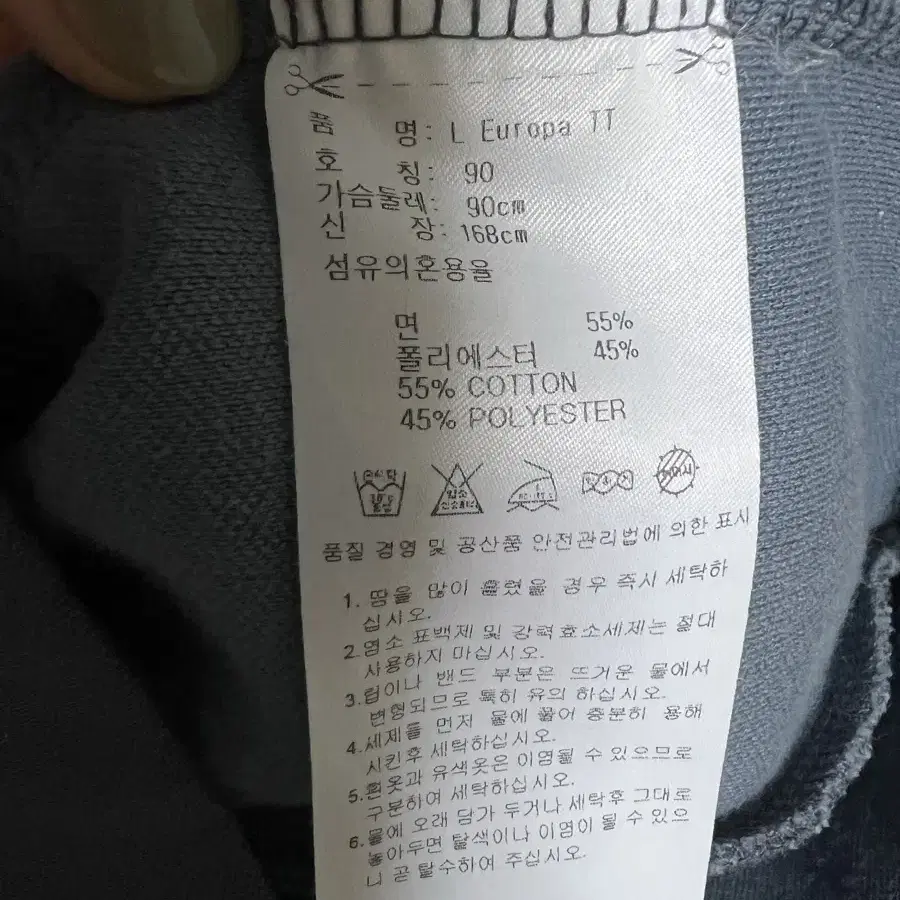 품 명: L Europa TT
호 칭: 90
가슴둘레: 90cm
신 장: 168cm
섬유의혼용율
면 55%
폴리에스터 45%
55% COTTON
45% POLYESTER
손세탁
염소
품질 경영 및 공산품 안전관리법에 의한 표시
1. 땀을 많이 흘렸을 경우 즉시 세탁하
십시오.
2.염소 표백제 및 강력효소세제는 절대
사용하지 마십시오.
3.립이나 밴드 부분은 뜨거운 물에서
변형되므로 특히 유의 하십시오.
4.세제를 먼저 물에 풀어 충분히 용해
시킨후 세탁하십시오.
5.흰옷과 유색옷은 이염될 수 있으므로
구분하여 세탁하십시오.
6.물에 오래 담가 두거나 세탁후 그대로
놓아두면 탈색이나 이염이 될 수 있으
니 곧 탈수하여 주십시오.